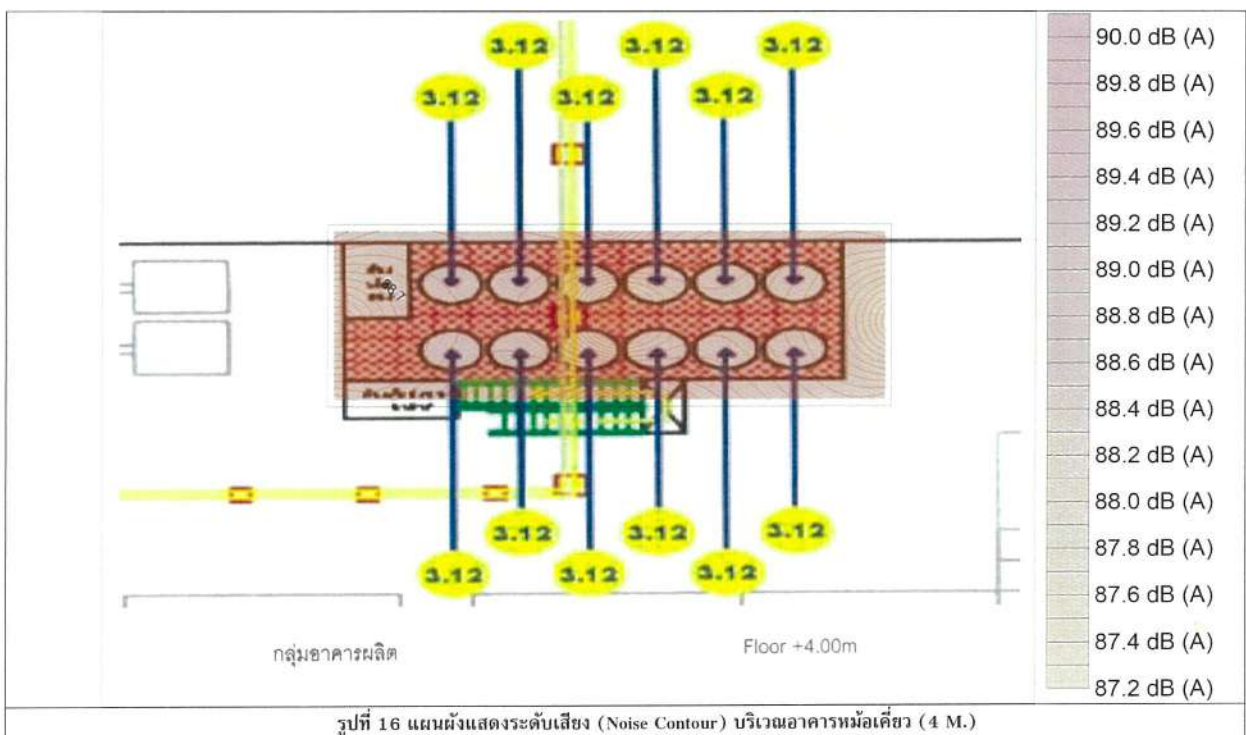 3.12 3.12 3.12
3.12 3.12 3.12
88.7
3.12 3.12 3.12
3.12 3.12 3.12
กลุ่มอาคารผลิต
Floor +4.00m
90.0 dB (A)
89.8 dB (A)
89.6 dB (A)
89.4 dB (A)
89.2 dB (A)
89.0 dB (A)
88.8 dB (A)
88.6 dB (A)
88.4 dB (A)
88.2 dB (A)
88.0 dB (A)
87.8 dB (A)
87.6 dB (A)
87.4 dB (A)
87.2 dB (A)
รูปที่ 16 แผนผังแสดงระดับเสียง (Noise Contour) บริเวณอาคารหม้อเคี่ยว (4 M.)